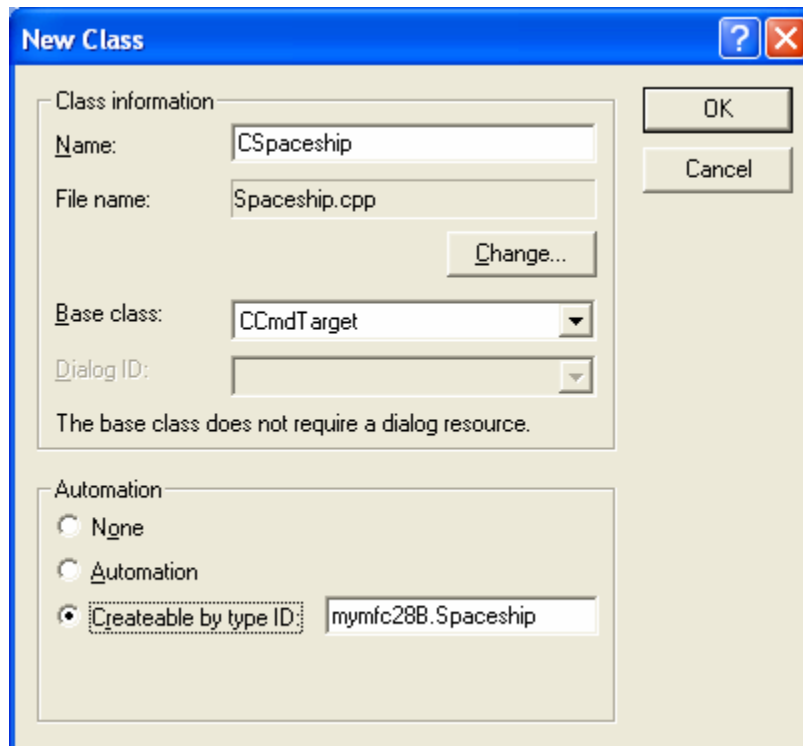 New Class
Class information
Name:
CSpaceship
OK
File name:
Spaceship.cpp
Cancel
Change...
Base class:
CCmdTarget
Dialog ID:
The base class does not require a dialog resource.
Automation
None
Automation
Createable by type ID:
mymfc28B.Spaceship